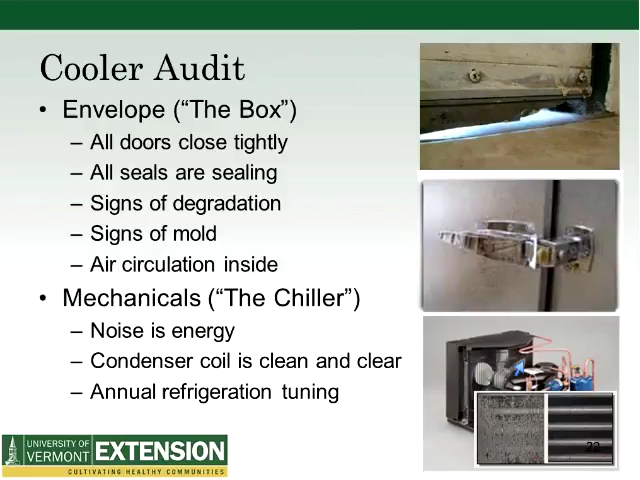 Cooler Audit
• Envelope (“The Box”)
– All doors close tightly
– All seals are sealing
– Signs of degradation
– Signs of mold
– Air circulation inside
• Mechanicals (“The Chiller”)
– Noise is energy
– Condenser coil is clean and clear
– Annual refrigeration tuning
22
UNIVERSITY OF
VERMONT
EXTENSION
CULTIVATING HEALTHY COMMUNITIES